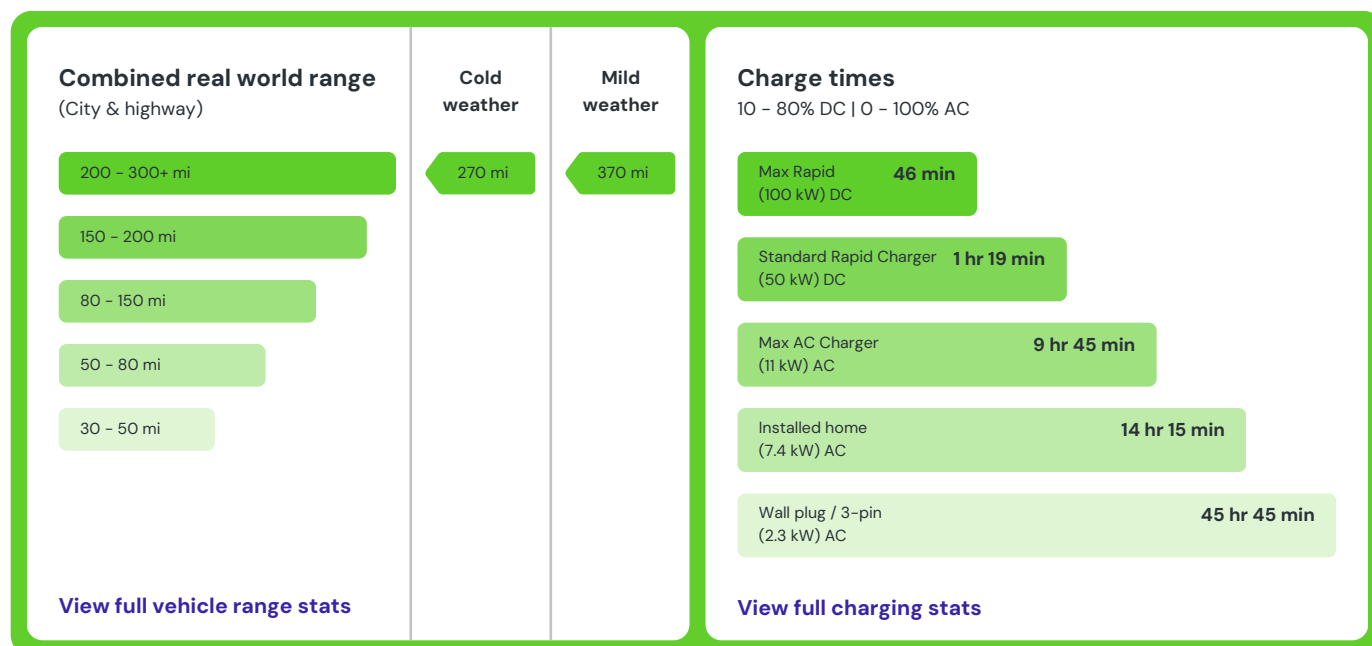 Combined real world range
(City & highway)
Cold
weather
Mild
weather
200 - 300+ mi
270 mi
370 mi
150 - 200 mi
80 - 150 mi
50 - 80 mi
30 - 50 mi
View full vehicle range stats
Charge times
10 - 80% DC | 0 - 100% AC
Max Rapid
(100 kW) DC
46 min
Standard Rapid Charger
(50 kW) DC
1 hr 19 min
Max AC Charger
(11 kW) AC
9 hr 45 min
Installed home
(7.4 kW) AC
14 hr 15 min
Wall plug / 3-pin
(2.3 kW) AC
45 hr 45 min
View full charging stats